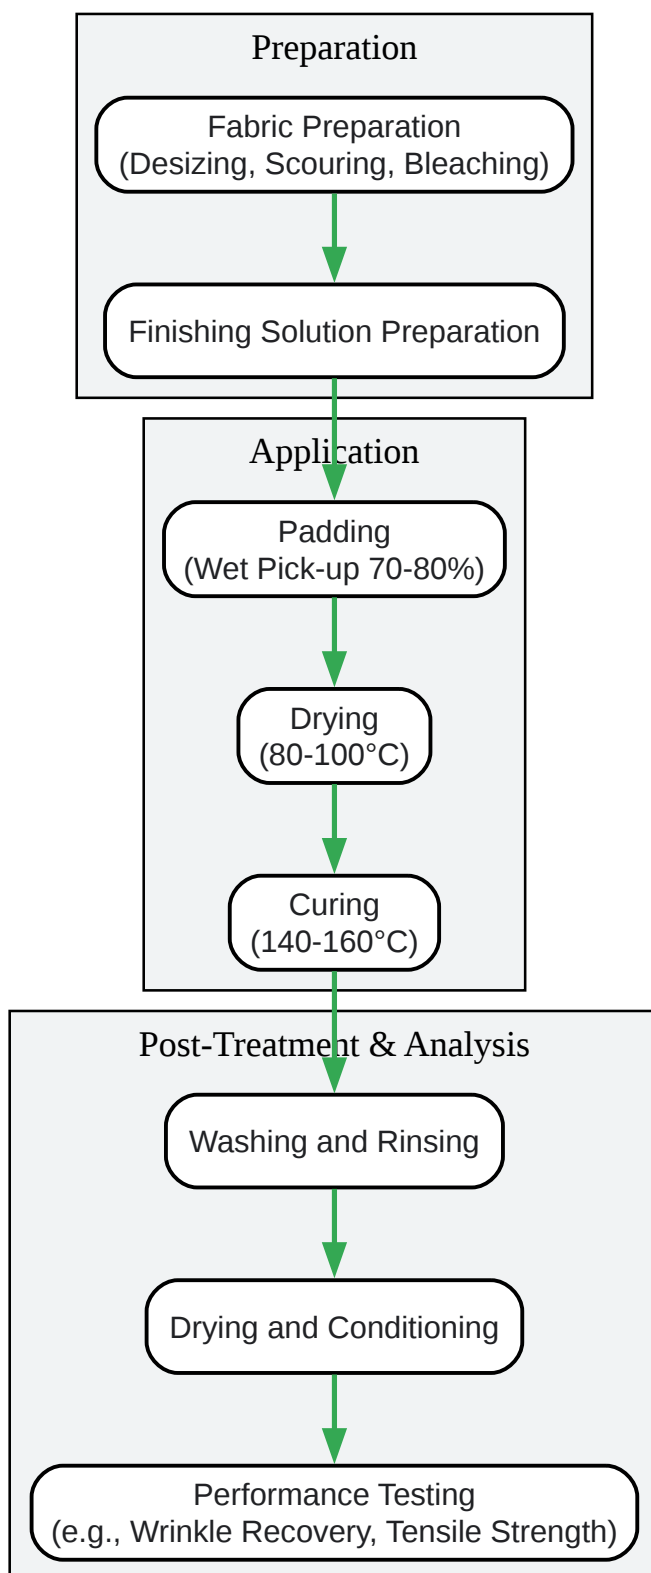 Preparation
Fabric Preparation
(Desizing, Scouring, Bleaching)
Finishing Solution Preparation
Application
Padding
(Wet Pick-up 70-80%)
Drying
(80-100°C)
Curing
(140-160°C)
Post-Treatment & Analysis
Washing and Rinsing
Drying and Conditioning
Performance Testing
(e.g., Wrinkle Recovery, Tensile Strength)